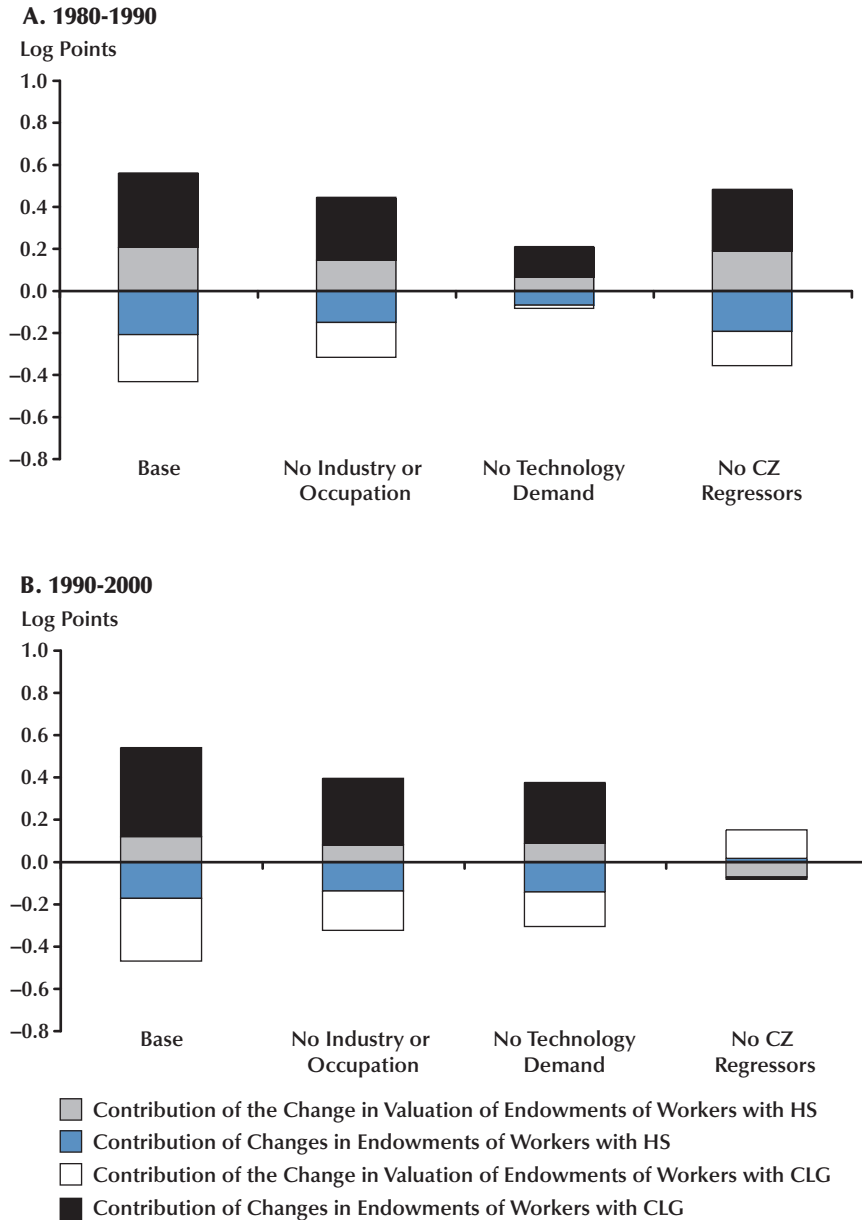 A. 1980-1990
Log Points
1.0
0.8
0.6
0.4
0.2
0.0
–0.2
–0.4
–0.6
–0.8
Base
No Industry or
Occupation
No Technology
Demand
No CZ
Regressors
B. 1990-2000
Log Points
1.0
0.8
0.6
0.4
0.2
0.0
–0.2
–0.4
–0.6
–0.8
Base
No Industry or
Occupation
No Technology
Demand
No CZ
Regressors
Contribution of the Change in Valuation of Endowments of Workers with HS
Contribution of Changes in Endowments of Workers with HS
Contribution of the Change in Valuation of Endowments of Workers with CLG
Contribution of Changes in Endowments of Workers with CLG